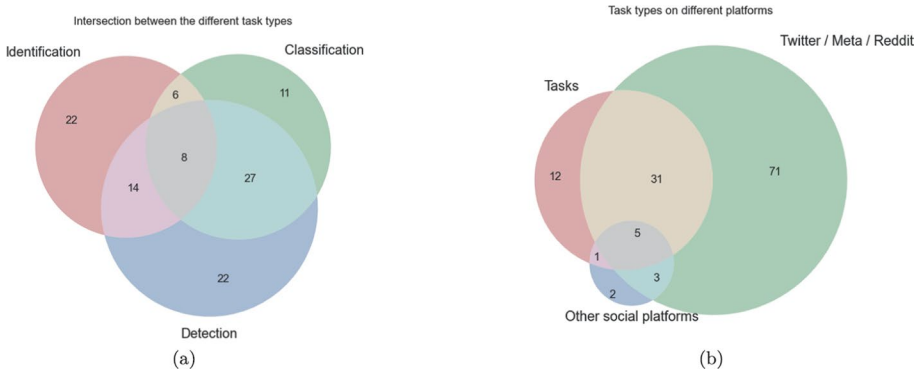 Intersection between the different task types
Identification
Classification
6
11
22
8
27
14
22
Detection
(a)
Task types on different platforms
Twitter / Meta / Reddit
Tasks
12
31
71
5
1
3
2
Other social platforms
(b)